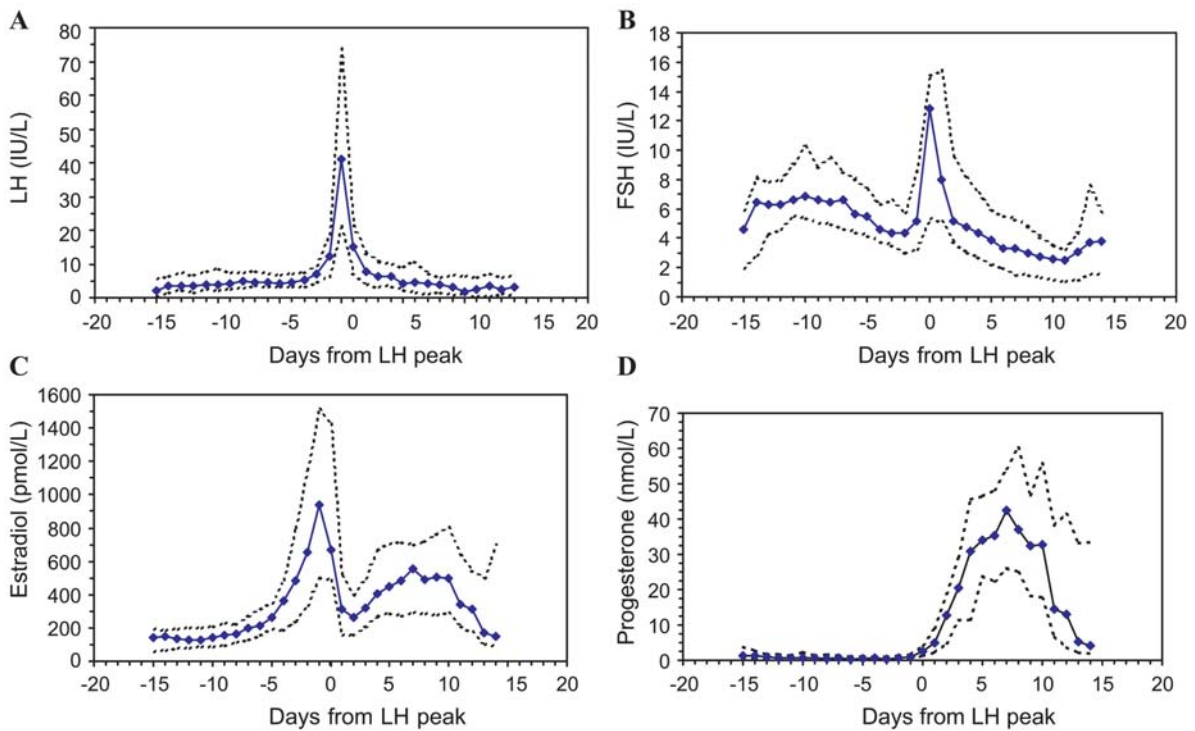 A
LH (IU/L)
80
70
60
50
40
30
20
10
0
-20 -15 -10 -5 0 5 10 15 20
Days from LH peak
B
FSH (IU/L)
18
16
14
12
10
8
6
4
2
0
-20 -15 -10 -5 0 5 10 15 20
Days from LH peak
C
Estradiol (pmol/L)
1600
1400
1200
1000
800
600
400
200
0
-20 -15 -10 -5 0 5 10 15 20
Days from LH peak
D
Progesterone (nmol/L)
70
60
50
40
30
20
10
0
-20 -15 -10 -5 0 5 10 15 20
Days from LH peak